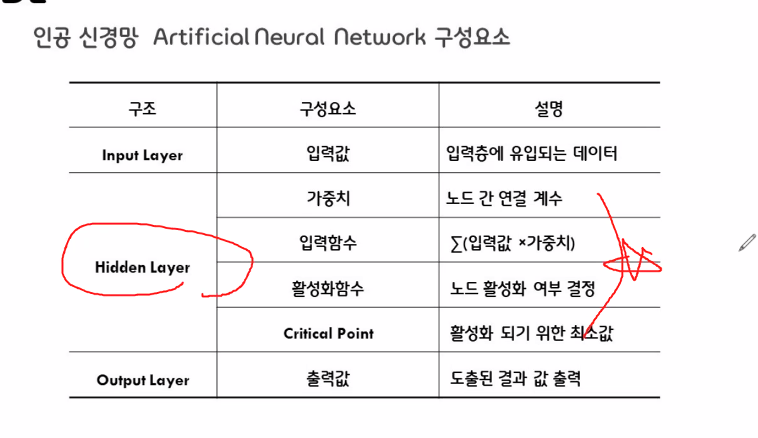 인공 신경망 Artificial Neural Network 구성요소
구조 구성요소 설명
Input Layer 입력값 입력층에 유입되는 데이터
가중치 노드 간 연결 계수
입력함수 ∑(입력값 ×가중치)
Hidden Layer
활성화함수 노드 활성화 여부 결정
Critical Point 활성화 되기 위한 최소값
Output Layer 출력값 도출된 결과 값 출력